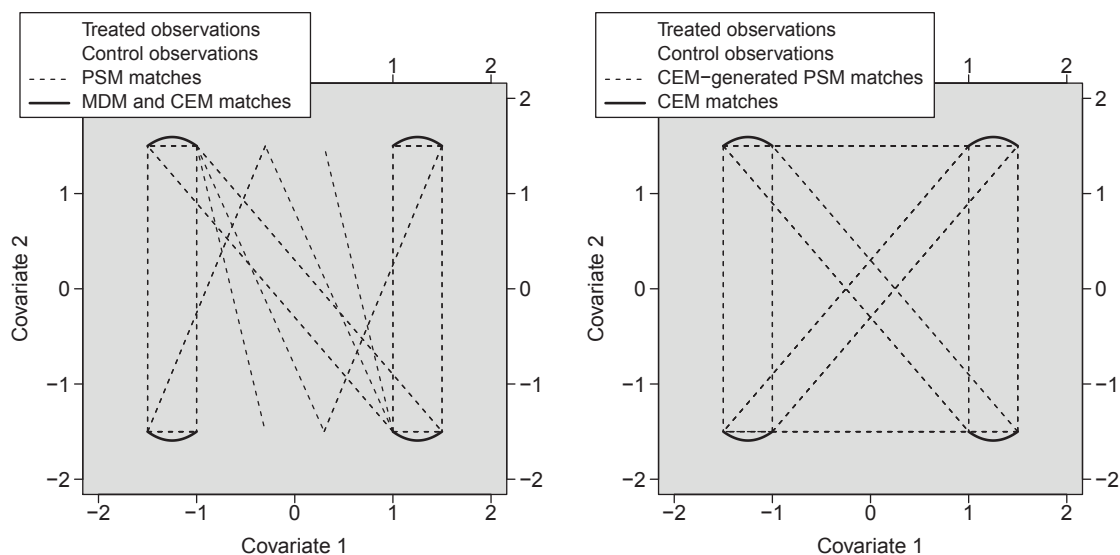 Treated observations
Control observations
PSM matches
MDM and CEM matches
1
2
2
1
0
−1
−2
2
1
0
−1
−2
−2
−1
0
1
2
Covariate 2
Covariate 1
Treated observations
Control observations
CEM−generated PSM matches
CEM matches
1
2
1
0
−1
−2
2
1
0
−1
−2
−2
−1
0
1
2
Covariate 2
Covariate 1